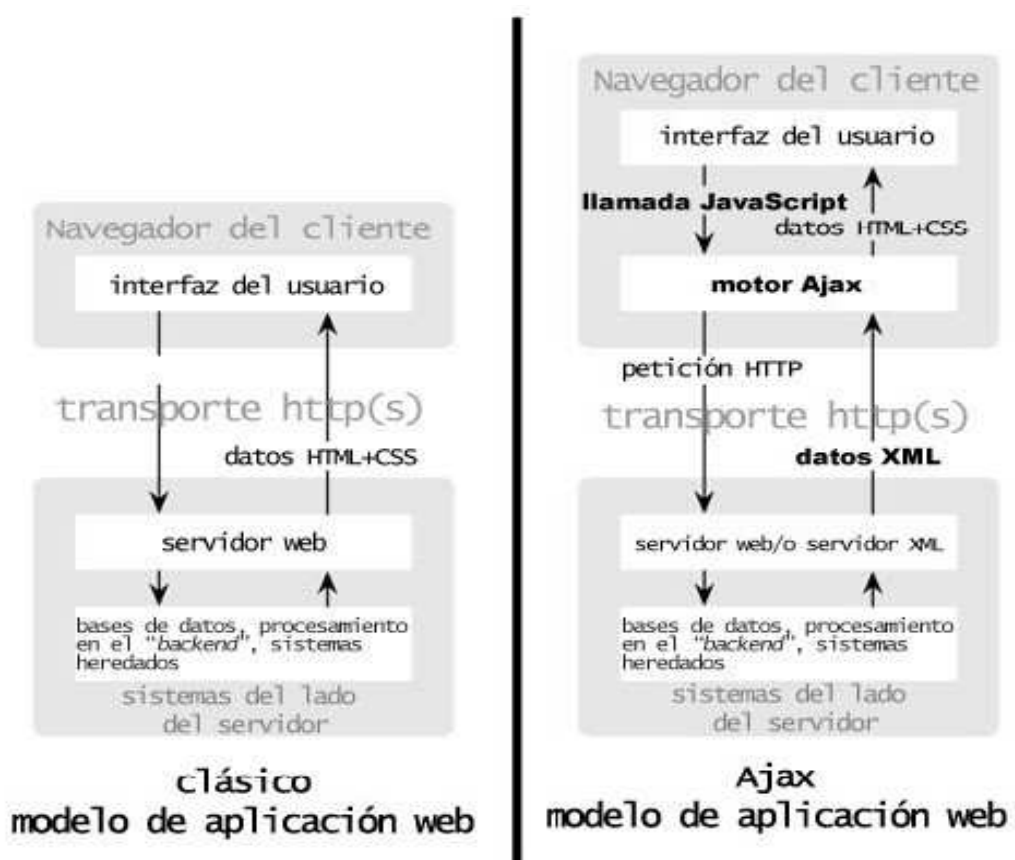 Navegador del cliente
interfaz del usuario
transporte http(s)
datos HTML+CSS
servidor web
bases de datos, procesamiento
en el "backend", sistemas
heredados
sistemas del lado
del servidor
clásico
modelo de aplicación web
Navegador del cliente
interfaz del usuario
llamada JavaScript
datos HTML+CSS
motor Ajax
petición HTTP
transporte http(s)
datos XML
servidor web/o servidor XML
bases de datos, procesamiento
en el "backend", sistemas
heredados
sistemas del lado
del servidor
Ajax
modelo de aplicación web